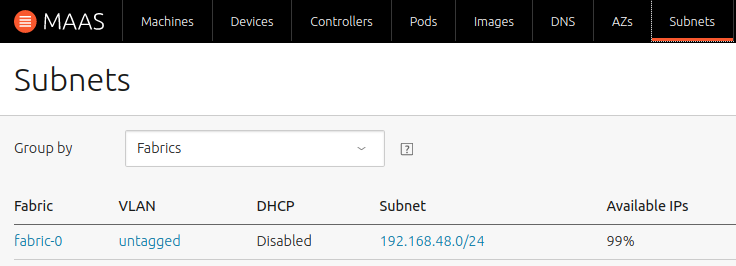 MAAS Machines Devices Controllers Pods Images DNS AZs Subnets
Subnets
Group by Fabrics ?
Fabric VLAN DHCP Subnet Available IPs
fabric-0 untagged Disabled 192.168.48.0/24 99%